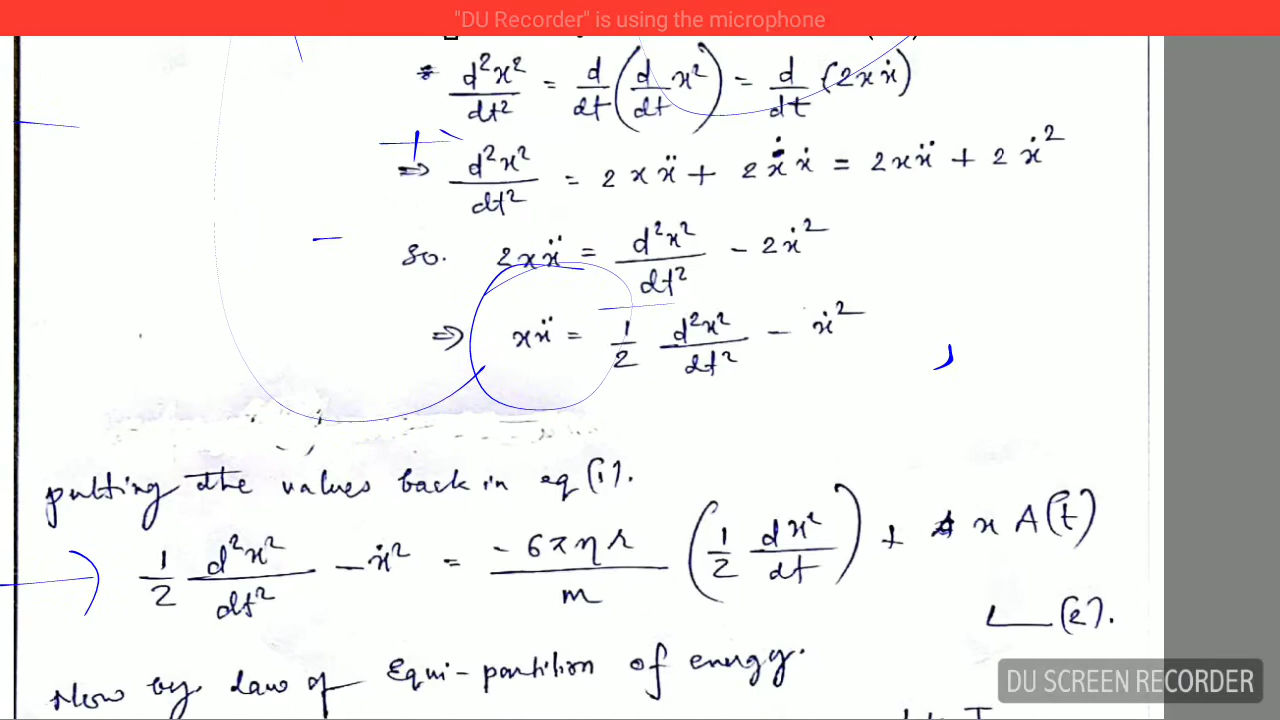 "DU Recorder" is using the microphone
* d²x²/dt² = d/dt (d/dt x²) = d/dt (2xẋ)
⇒ d²x²/dt² = 2xẍ + 2ẋẋ = 2xẍ + 2ẋ²
So. 2xẍ = d²x²/dt² - 2ẋ²
⇒ xẍ = 1/2 d²x²/dt² - ẋ²
putting the values back in eq (1).
1/2 d²x²/dt² - ẋ² = -6πηr/m (1/2 dx²/dt) + x A(t)
(2).
Now by law of Equi-partition of energy.
DU SCREEN RECORDER